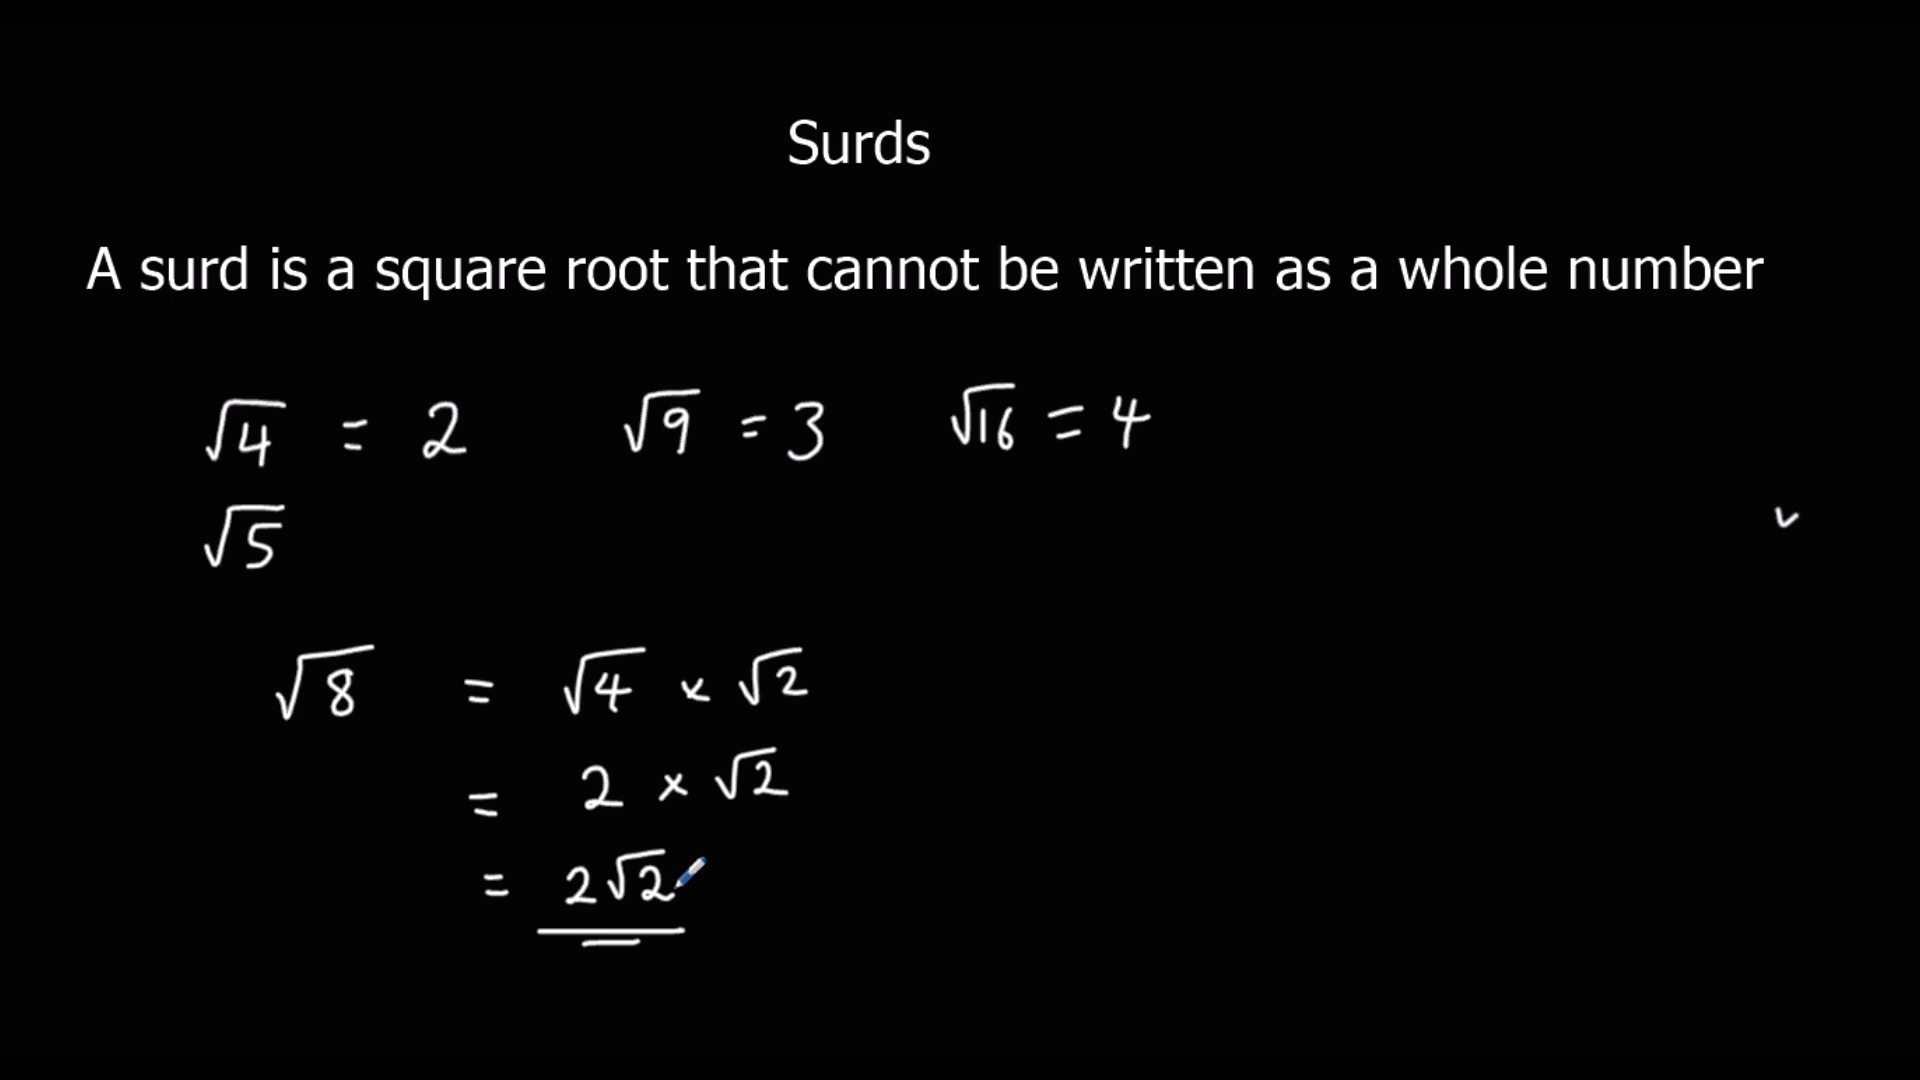 Surds
A surd is a square root that cannot be written as a whole number
√4 = 2 √9 = 3 √16 = 4
√5
√8 = √4 × √2
= 2 × √2
= 2√2